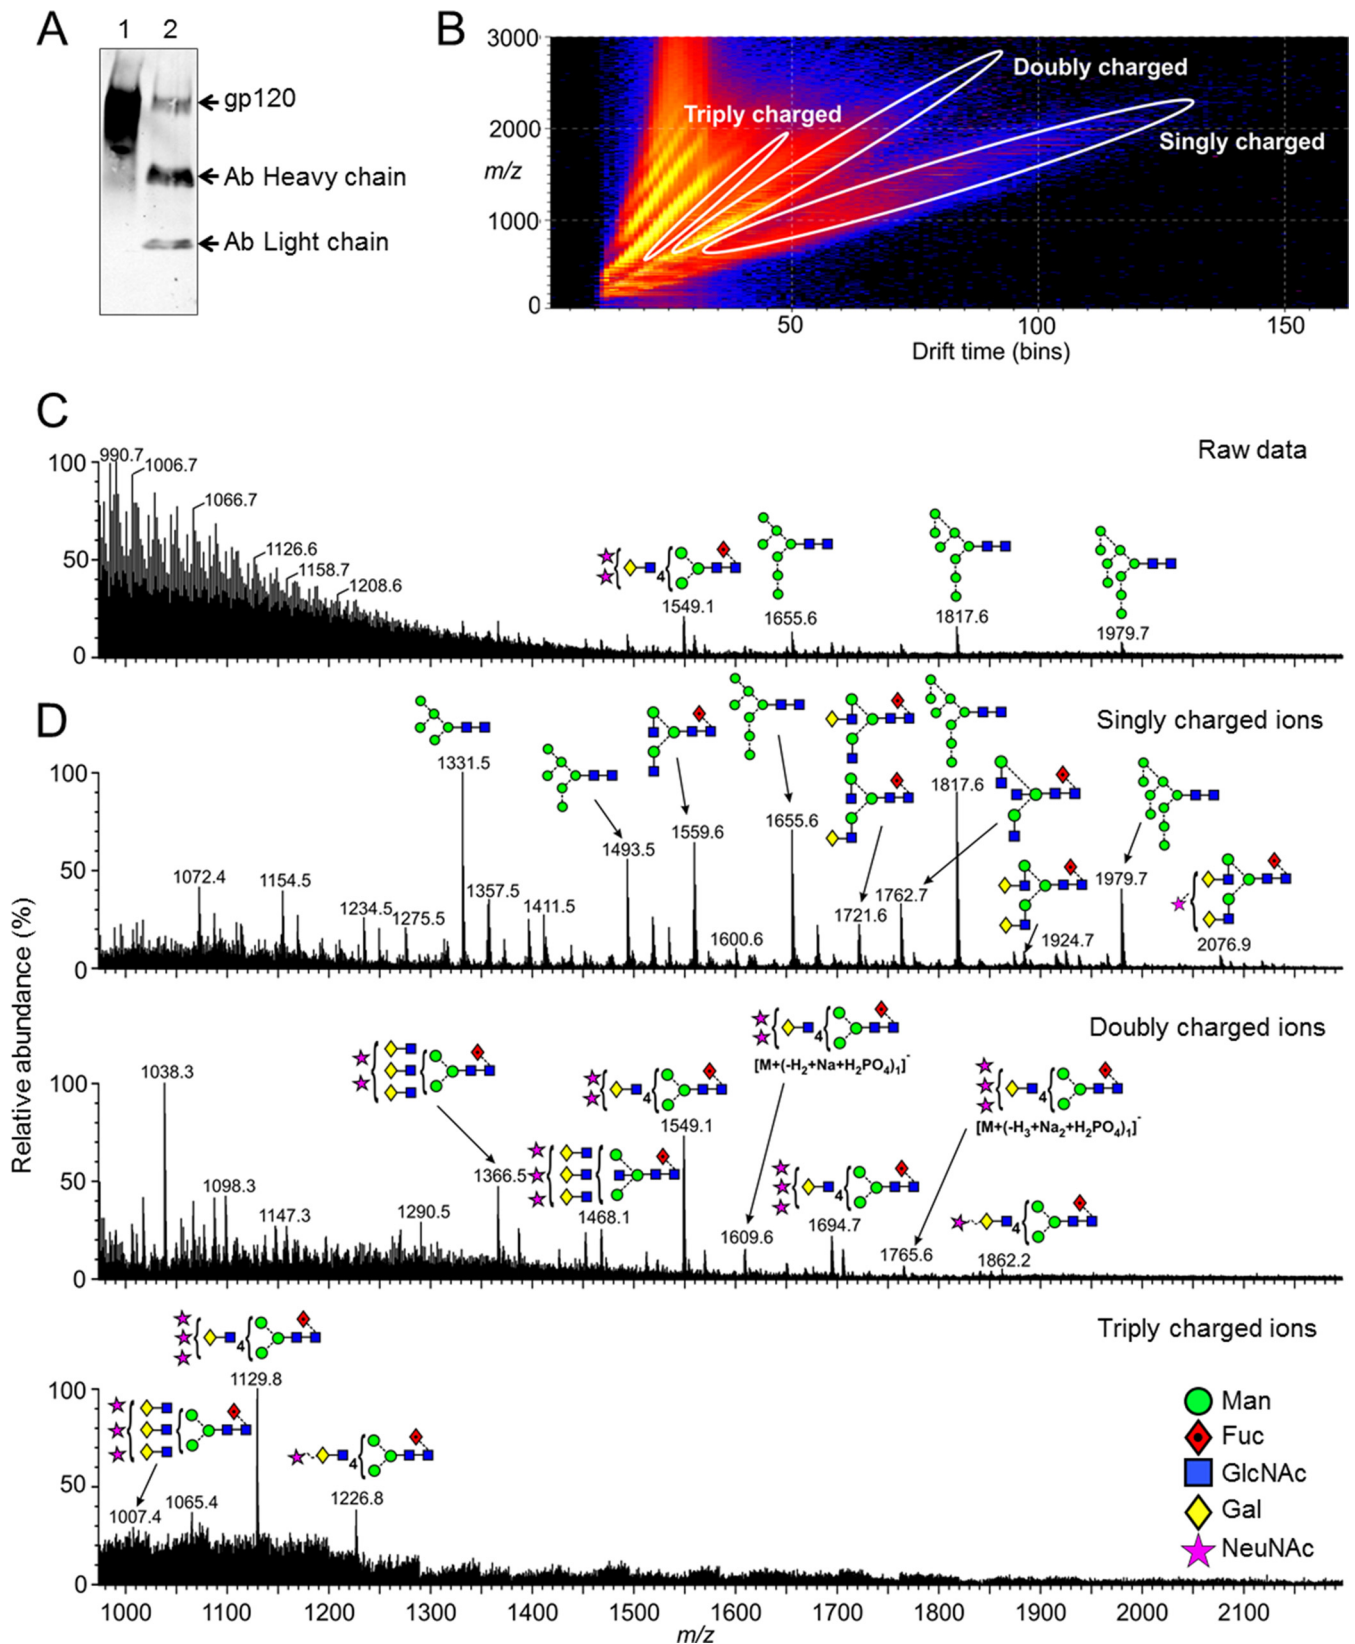 A
1 2
gp120
Ab Heavy chain
Ab Light chain
B
3000
2000
m/z
1000
0
Triply charged
Doubly charged
Singly charged
50 100 150
Drift time (bins)
C
Raw data
100
50
0
990.7
1006.7
1066.7
1126.6
1158.7
1208.6
4
1549.1
1655.6
1817.6
1979.7
D
Singly charged ions
100
50
0
1072.4
1154.5
1234.5
1275.5
1331.5
1357.5
1411.5
1493.5
1559.6
1600.6
1655.6
1721.6
1762.7
1817.6
1924.7
1979.7
2076.9
Relative abundance (%)
Doubly charged ions
100
50
0
1038.3
1098.3
1147.3
1290.5
1366.5
1468.1
4
1549.1
4
[M+(-H2+Na+H2PO4)1]-
1609.6
4
1694.7
4
[M+(-H3+Na2+H2PO4)1]-
1765.6
4
1862.2
Triply charged ions
100
50
0
1007.4
1065.4
4
1129.8
4
1226.8
Man
Fuc
GlcNAc
Gal
NeuNAc
1000 1100 1200 1300 1400 1500 1600 1700 1800 1900 2000 2100
m/z